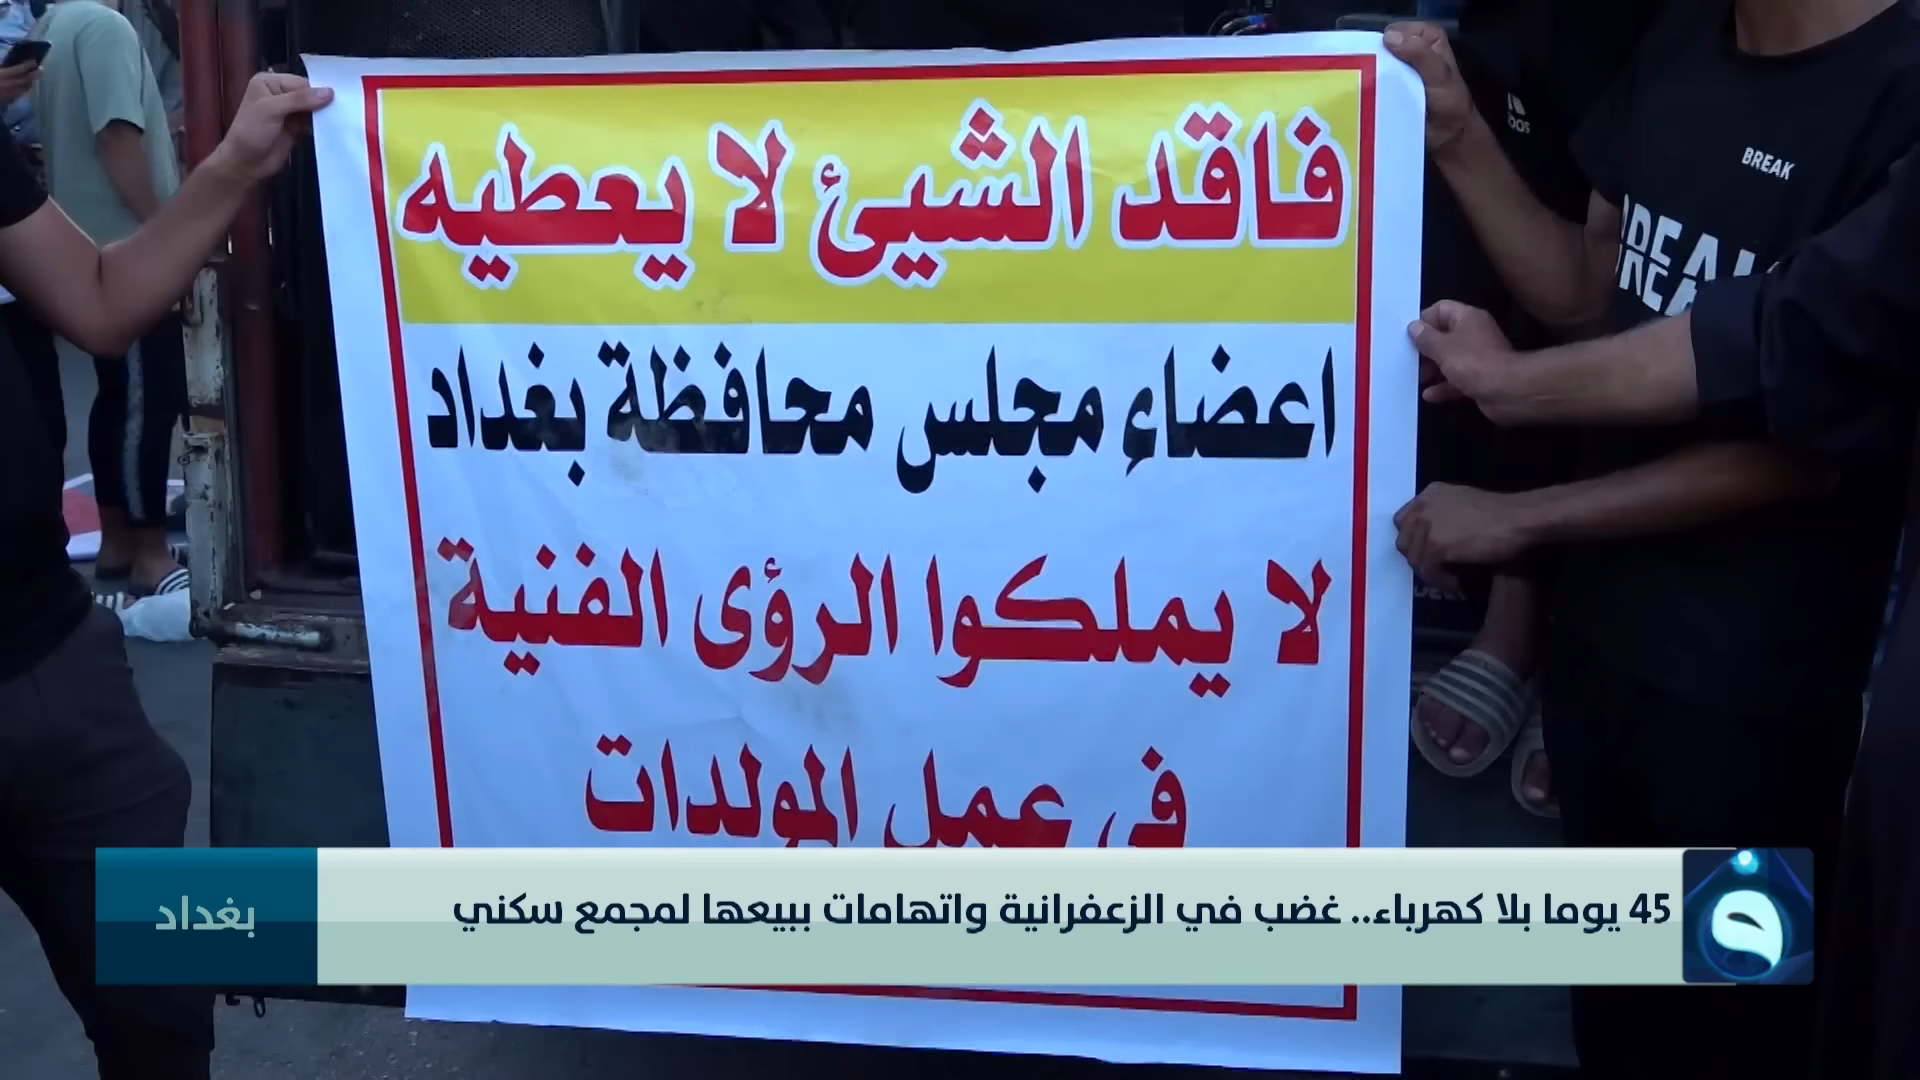 فاقد الشيئ لا يعطيه
اعضاء مجلس محافظة بغداد
لا يملكوا الرؤى الفنية
في عمل المولدات
45 يوما بلا كهرباء.. غضب في الزعفرانية واتهامات ببيعها لمجمع سكني
بغداد
BREAK